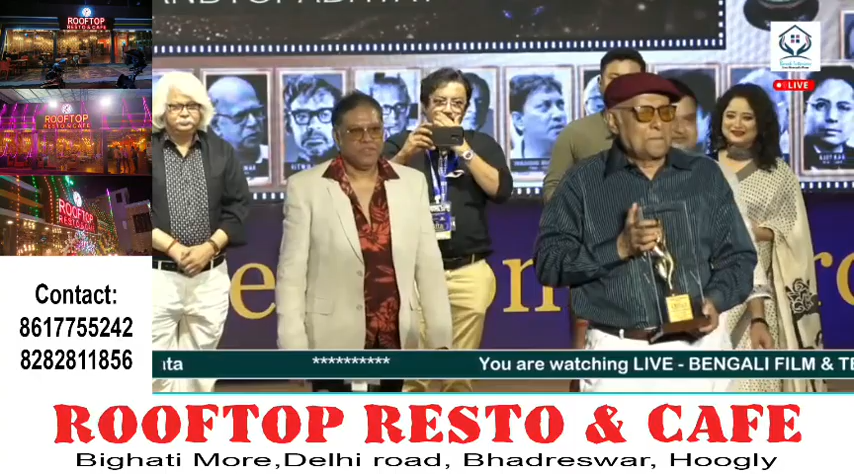 ROOFTOP
RESTO & CAFE
ROOFTOP
RESTO & CAFE
ROOFTOP
RESTO & CAFE
LIVE
ata ********** You are watching LIVE - BENGALI FILM & TE
Contact:
8617755242
8282811856
ROOFTOP RESTO & CAFE
Bighati More,Delhi road, Bhadreswar, Hoogly